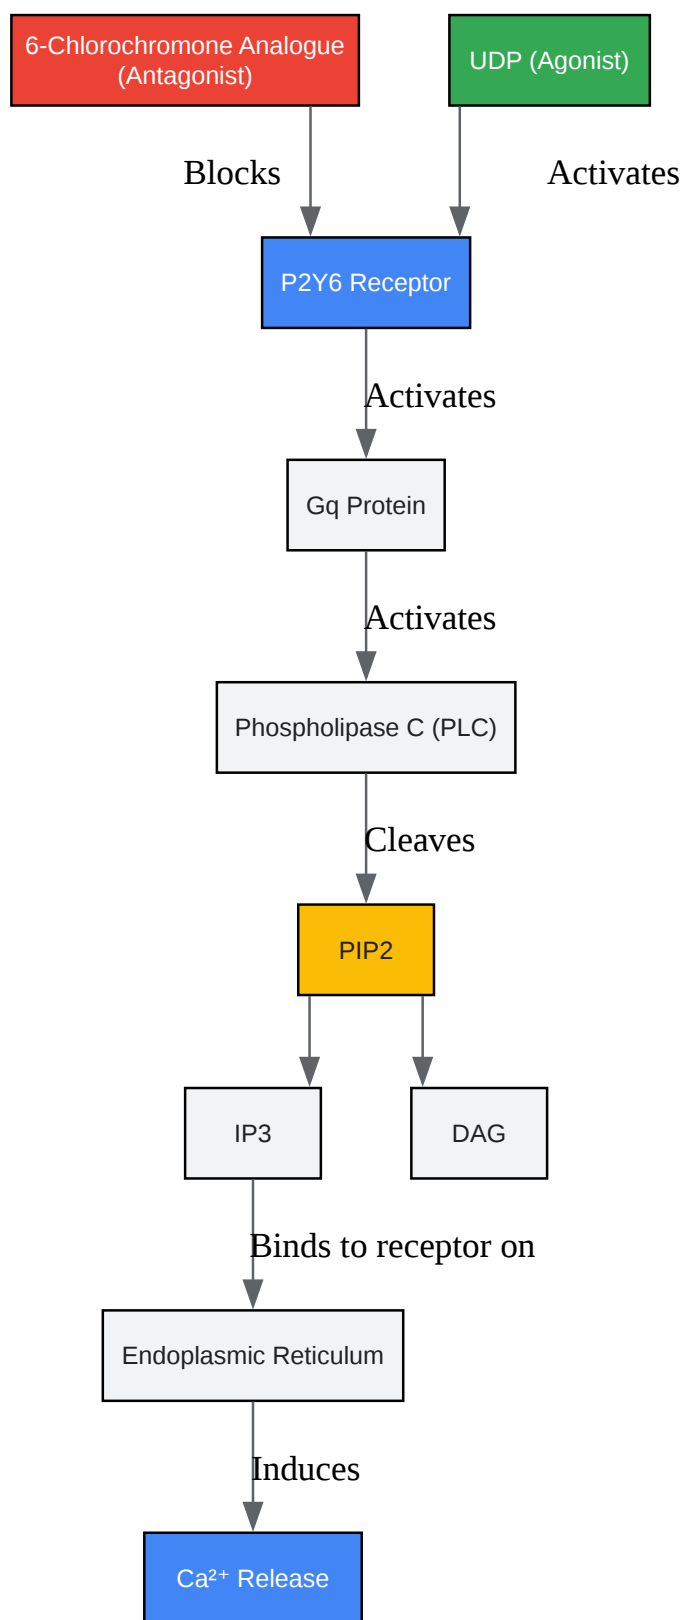 6-Chlorochromone Analogue
(Antagonist)
UDP (Agonist)
Blocks
Activates
P2Y6 Receptor
Activates
Gq Protein
Activates
Phospholipase C (PLC)
Cleaves
PIP2
IP3
DAG
Binds to receptor on
Endoplasmic Reticulum
Induces
Ca²⁺ Release